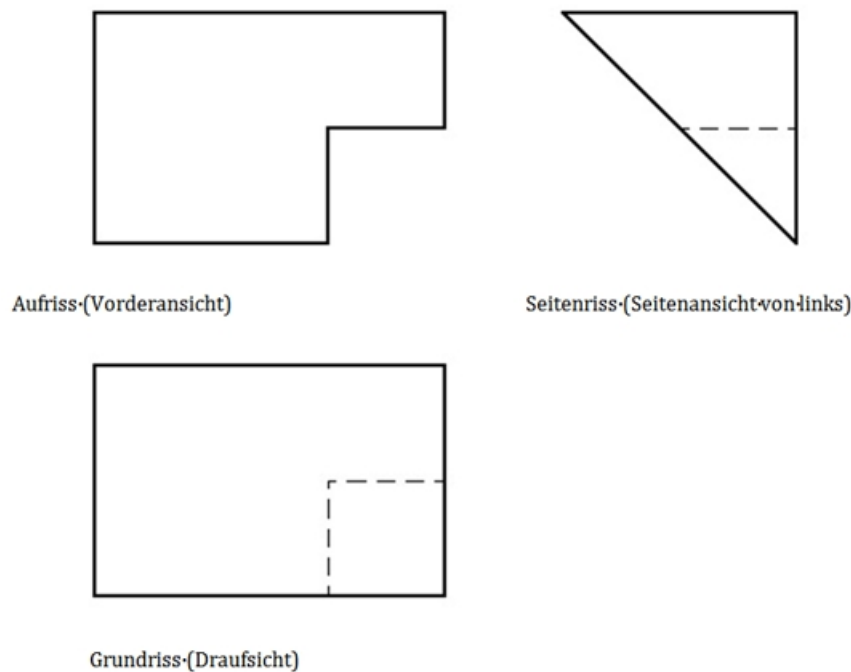 Aufriss·(Vorderansicht)
Seitenriss·(Seitenansicht·von·links)
Grundriss·(Draufsicht)